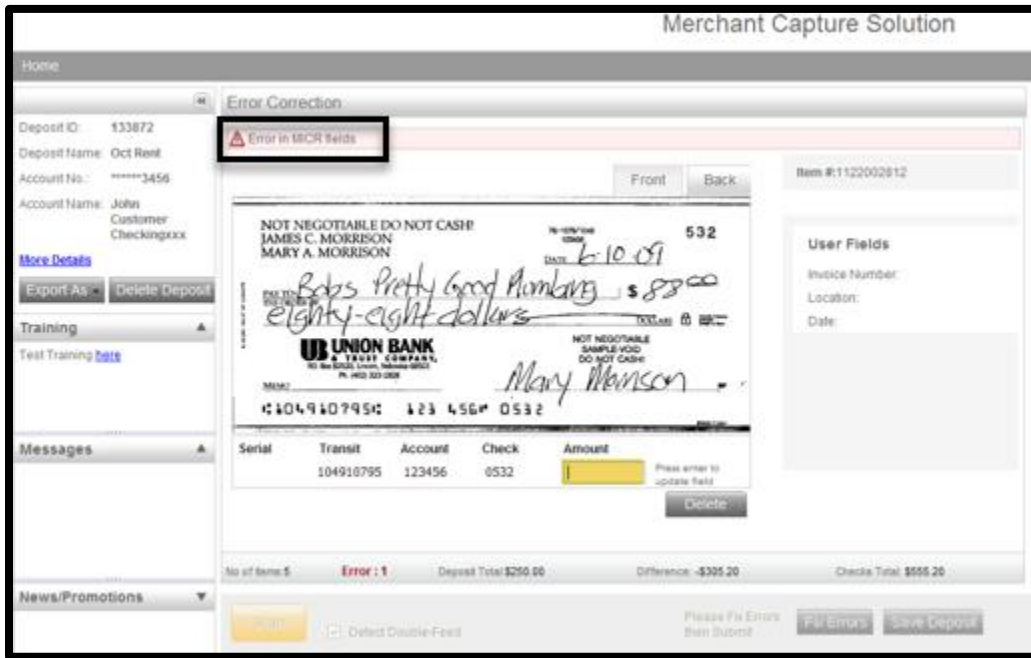 Merchant Capture Solution
Home
Error Correction
Deposit ID: 133872
Deposit Name: Oct Rent
Account No.: ******3456
Account Name: John Customer Checkingxxx
More Details
Export As
Delete Deposit
Training
Test Training here
Messages
News/Promotions
Error in MICR fields
Front
Back
NOT NEGOTIABLE DO NOT CASH!
JAMES C. MORRISON
MARY A. MORRISON
532
DATE 6-10-09
Bobs Pretty Good Plumbing $ 88 00
eighty-eight dollars DOLLARS
UB UNION BANK
& TRUST COMPANY,
NOT NEGOTIABLE
SAMPLE-VOID
DO NOT CASH!
MEMO
Mary Morrison
⑆104910795⑆ 123 456⑈ 0532
Serial Transit Account Check Amount
104910795 123456 0532
Press enter to update field
Delete
Item #:1122002812
User Fields
Invoice Number:
Location:
Date:
No of Items: 5 Error : 1 Deposit Total $250.00 Difference: -$305.20 Checks Total: $555.20
Detect Double-Feed
Please Fix Errors then Submit
Fix Errors
Save Deposit